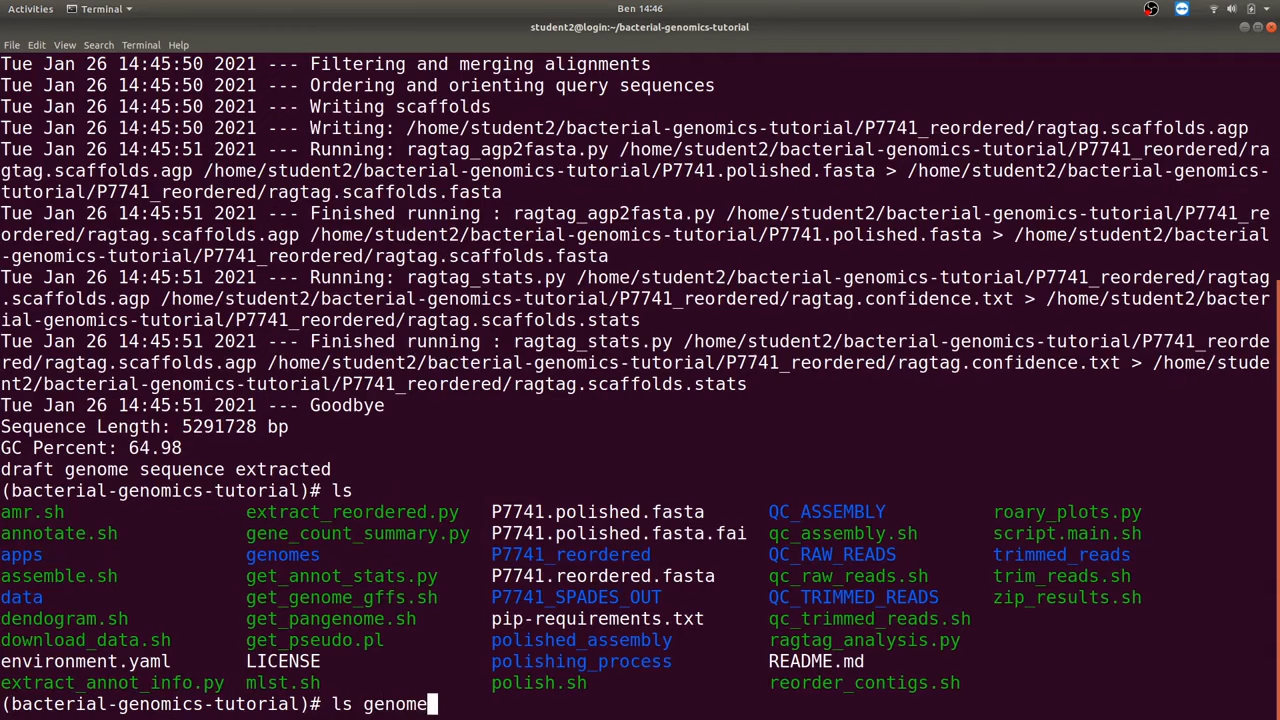 Activities Terminal Ben 14:46
student2@login:~/bacterial-genomics-tutorial
File Edit View Search Terminal Help
Tue Jan 26 14:45:50 2021 --- Filtering and merging alignments
Tue Jan 26 14:45:50 2021 --- Ordering and orienting query sequences
Tue Jan 26 14:45:50 2021 --- Writing scaffolds
Tue Jan 26 14:45:50 2021 --- Writing: /home/student2/bacterial-genomics-tutorial/P7741_reordered/ragtag.scaffolds.agp
Tue Jan 26 14:45:51 2021 --- Running: ragtag_agp2fasta.py /home/student2/bacterial-genomics-tutorial/P7741_reordered/ra
gtag.scaffolds.agp /home/student2/bacterial-genomics-tutorial/P7741.polished.fasta > /home/student2/bacterial-genomics-
tutorial/P7741_reordered/ragtag.scaffolds.fasta
Tue Jan 26 14:45:51 2021 --- Finished running : ragtag_agp2fasta.py /home/student2/bacterial-genomics-tutorial/P7741_re
ordered/ragtag.scaffolds.agp /home/student2/bacterial-genomics-tutorial/P7741.polished.fasta > /home/student2/bacterial
-genomics-tutorial/P7741_reordered/ragtag.scaffolds.fasta
Tue Jan 26 14:45:51 2021 --- Running: ragtag_stats.py /home/student2/bacterial-genomics-tutorial/P7741_reordered/ragtag
.scaffolds.agp /home/student2/bacterial-genomics-tutorial/P7741_reordered/ragtag.confidence.txt > /home/student2/bacter
ial-genomics-tutorial/P7741_reordered/ragtag.scaffolds.stats
Tue Jan 26 14:45:51 2021 --- Finished running : ragtag_stats.py /home/student2/bacterial-genomics-tutorial/P7741_reorde
red/ragtag.scaffolds.agp /home/student2/bacterial-genomics-tutorial/P7741_reordered/ragtag.confidence.txt > /home/stude
nt2/bacterial-genomics-tutorial/P7741_reordered/ragtag.scaffolds.stats
Tue Jan 26 14:45:51 2021 --- Goodbye
Sequence Length: 5291728 bp
GC Percent: 64.98
draft genome sequence extracted
(bacterial-genomics-tutorial)# ls
amr.sh extract_reordered.py P7741.polished.fasta QC_ASSEMBLY roary_plots.py
annotate.sh gene_count_summary.py P7741.polished.fasta.fai qc_assembly.sh script.main.sh
apps genomes P7741_reordered QC_RAW_READS trimmed_reads
assemble.sh get_annot_stats.py P7741.reordered.fasta qc_raw_reads.sh trim_reads.sh
data get_genome_gffs.sh P7741_SPADES_OUT QC_TRIMMED_READS zip_results.sh
dendogram.sh get_pangenome.sh pip-requirements.txt qc_trimmed_reads.sh
download_data.sh get_pseudo.pl polished_assembly ragtag_analysis.py
environment.yaml LICENSE polishing_process README.md
extract_annot_info.py mlst.sh polish.sh reorder_contigs.sh
(bacterial-genomics-tutorial)# ls genome